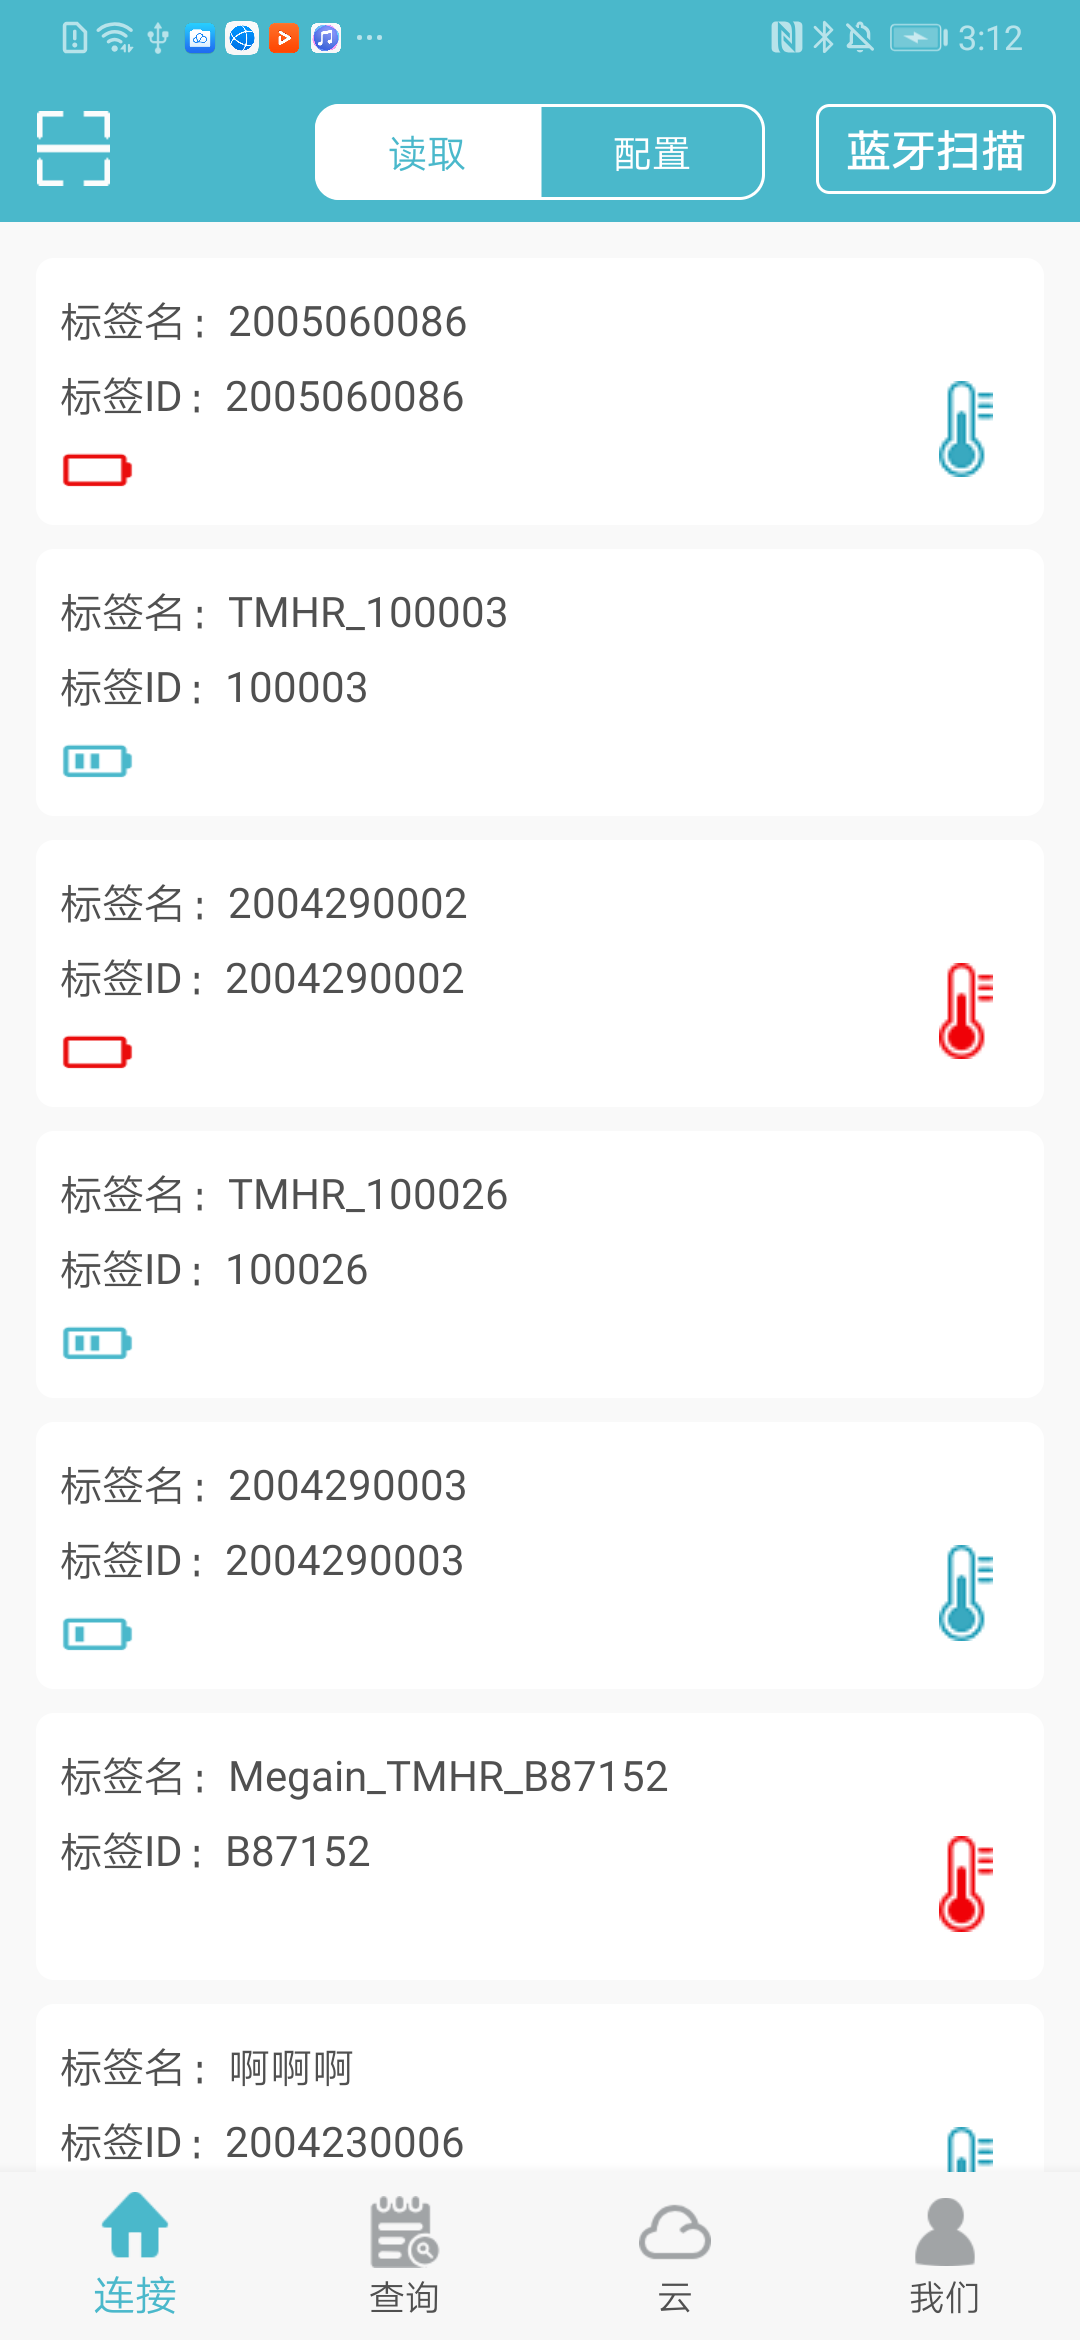 3:12
读取
配置
蓝牙扫描
标签名: 2005060086
标签ID: 2005060086
标签名: TMHR_100003
标签ID: 100003
标签名: 2004290002
标签ID: 2004290002
标签名: TMHR_100026
标签ID: 100026
标签名: 2004290003
标签ID: 2004290003
标签名: Megain_TMHR_B87152
标签ID: B87152
标签名: 啊啊啊
标签ID: 2004230006
连接
查询
云
我们